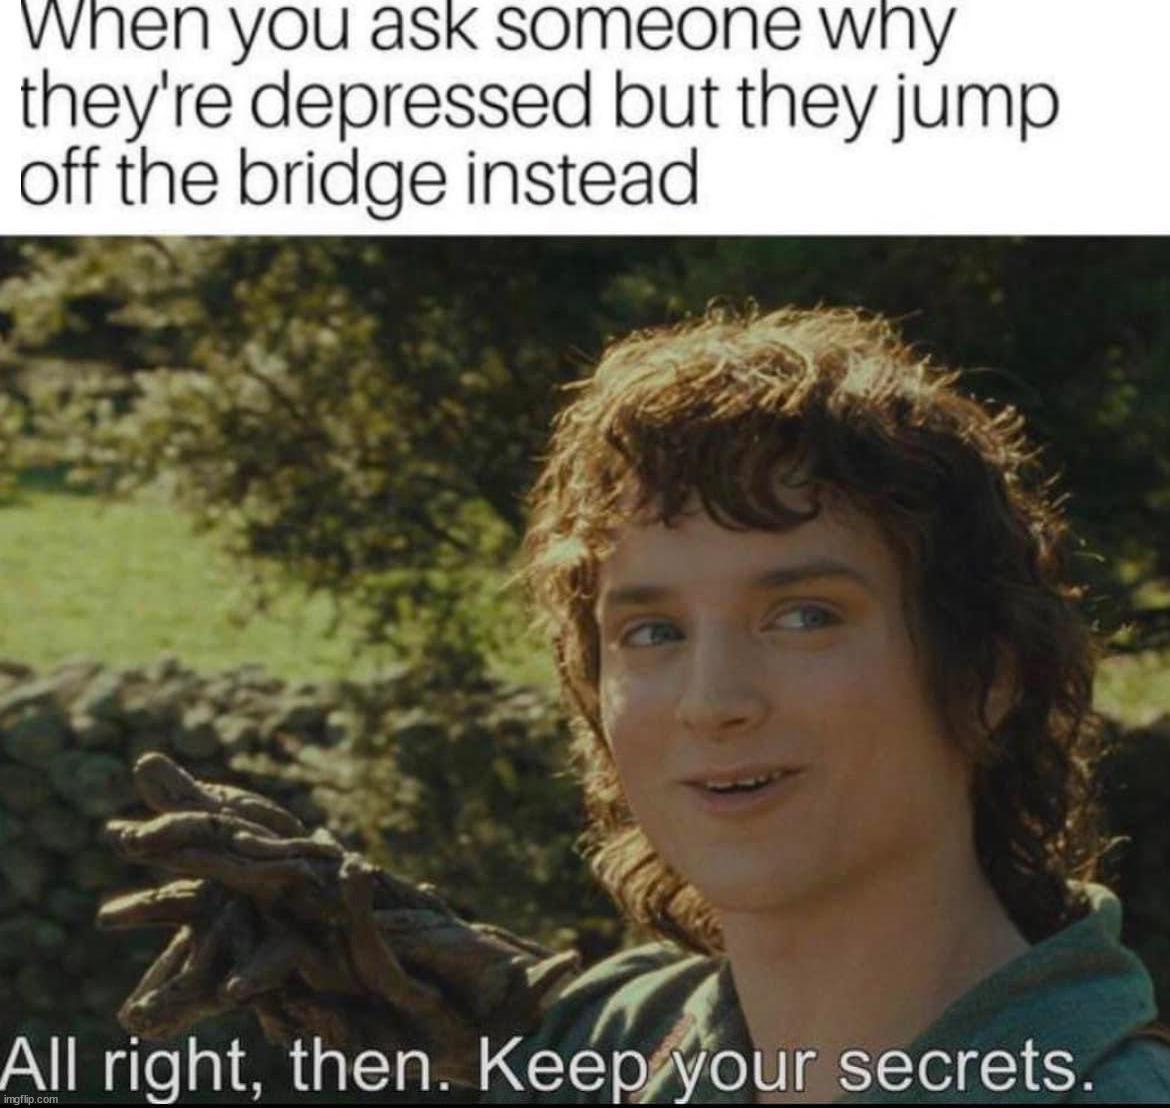 When you ask someone why
they're depressed but they jump
off the bridge instead
All right, then. Keep your secrets.
imgflip.com